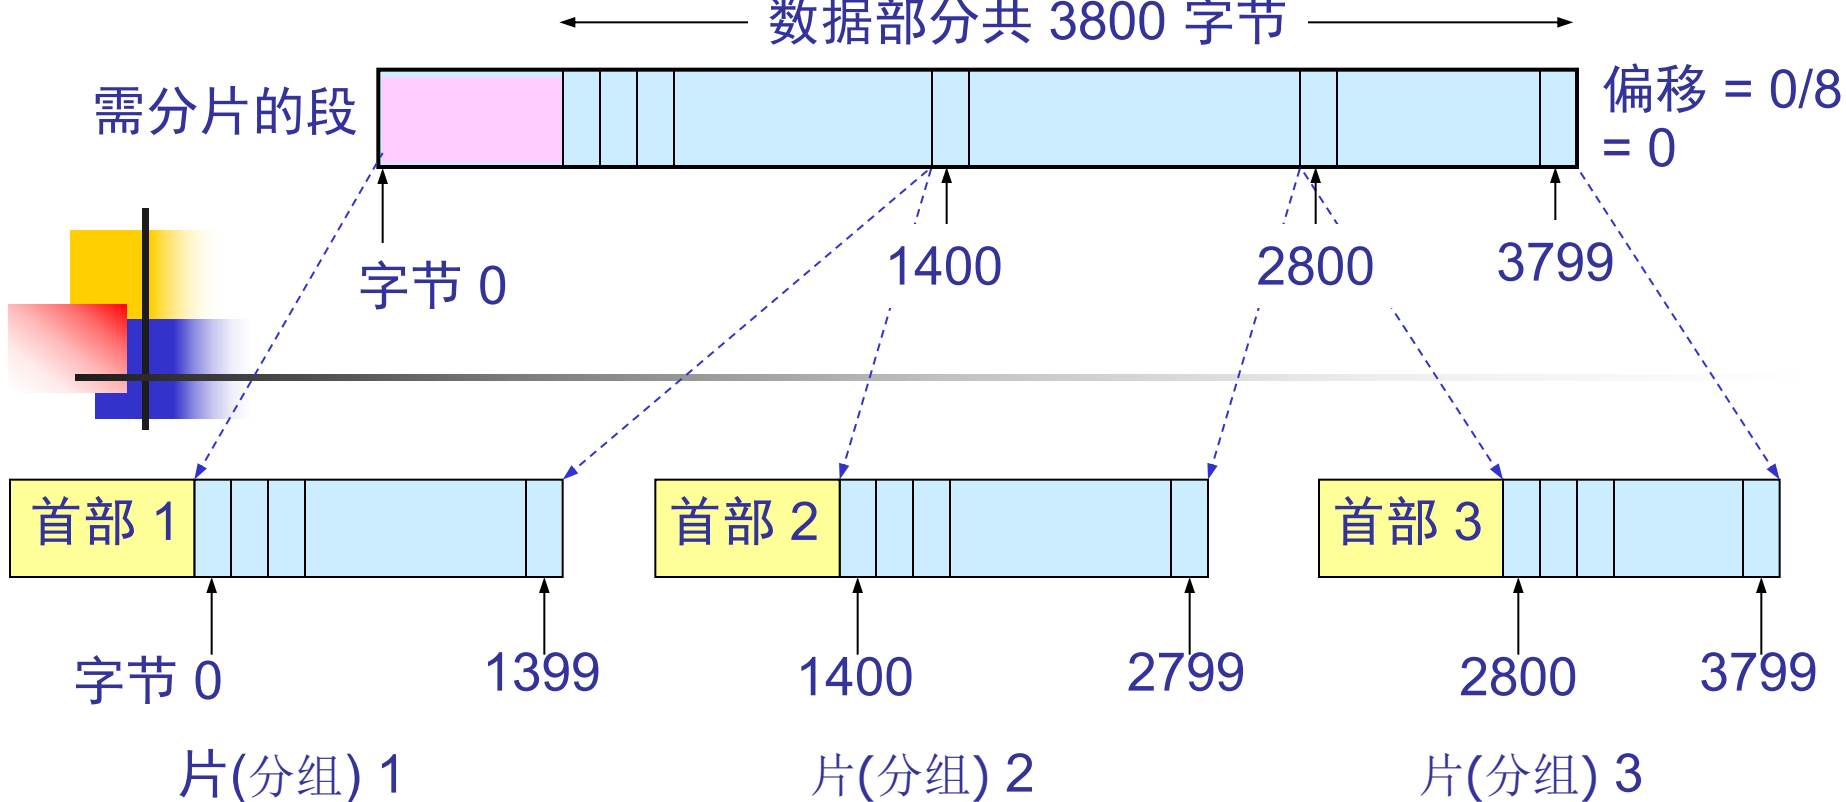 数据部分共 3800 字节
需分片的段
偏移 = 0/8
= 0
字节 0
1400
2800
3799
首部 1
首部 2
首部 3
字节 0
1399
1400
2799
2800
3799
片(分组) 1
片(分组) 2
片(分组) 3